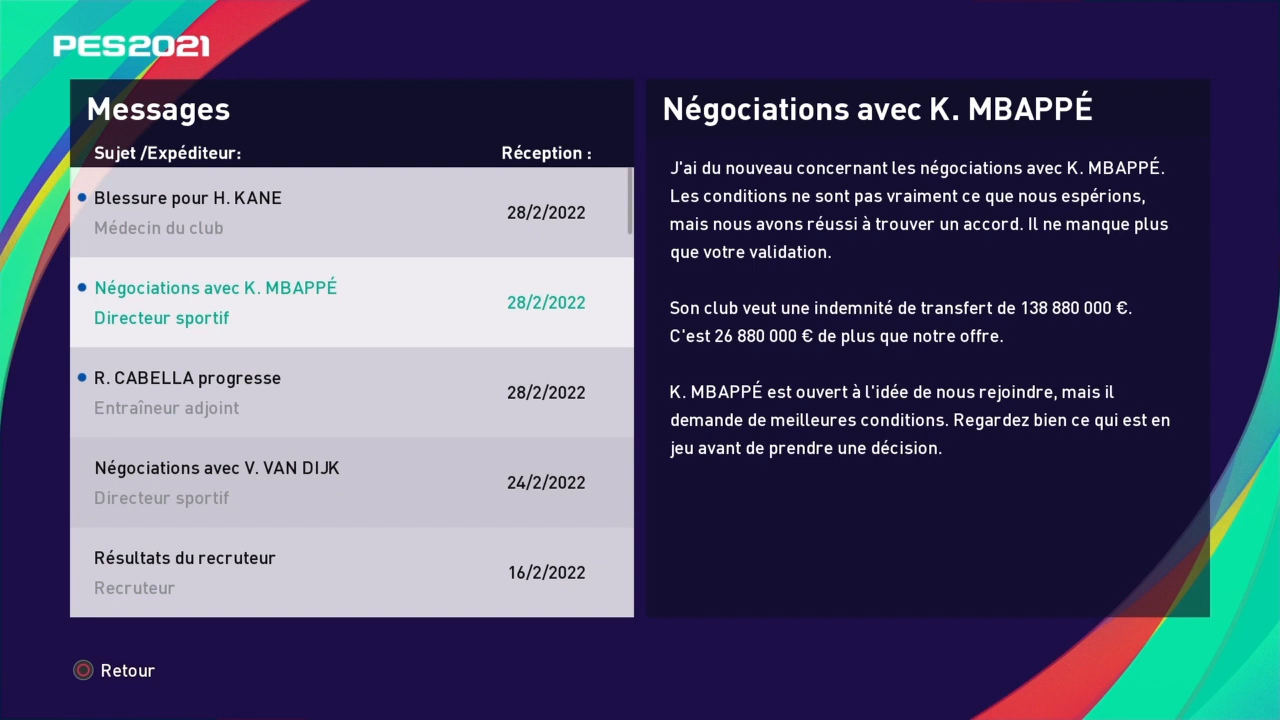 PES2021
Messages
Sujet /Expéditeur:
Réception :
Blessure pour H. KANE
Médecin du club
28/2/2022
Négociations avec K. MBAPPÉ
Directeur sportif
28/2/2022
R. CABELLA progresse
Entraîneur adjoint
28/2/2022
Négociations avec V. VAN DIJK
Directeur sportif
24/2/2022
Résultats du recruteur
Recruteur
16/2/2022
Négociations avec K. MBAPPÉ
J'ai du nouveau concernant les négociations avec K. MBAPPÉ.
Les conditions ne sont pas vraiment ce que nous espérions,
mais nous avons réussi à trouver un accord. Il ne manque plus
que votre validation.
Son club veut une indemnité de transfert de 138 880 000 €.
C'est 26 880 000 € de plus que notre offre.
K. MBAPPÉ est ouvert à l'idée de nous rejoindre, mais il
demande de meilleures conditions. Regardez bien ce qui est en
jeu avant de prendre une décision.
Retour